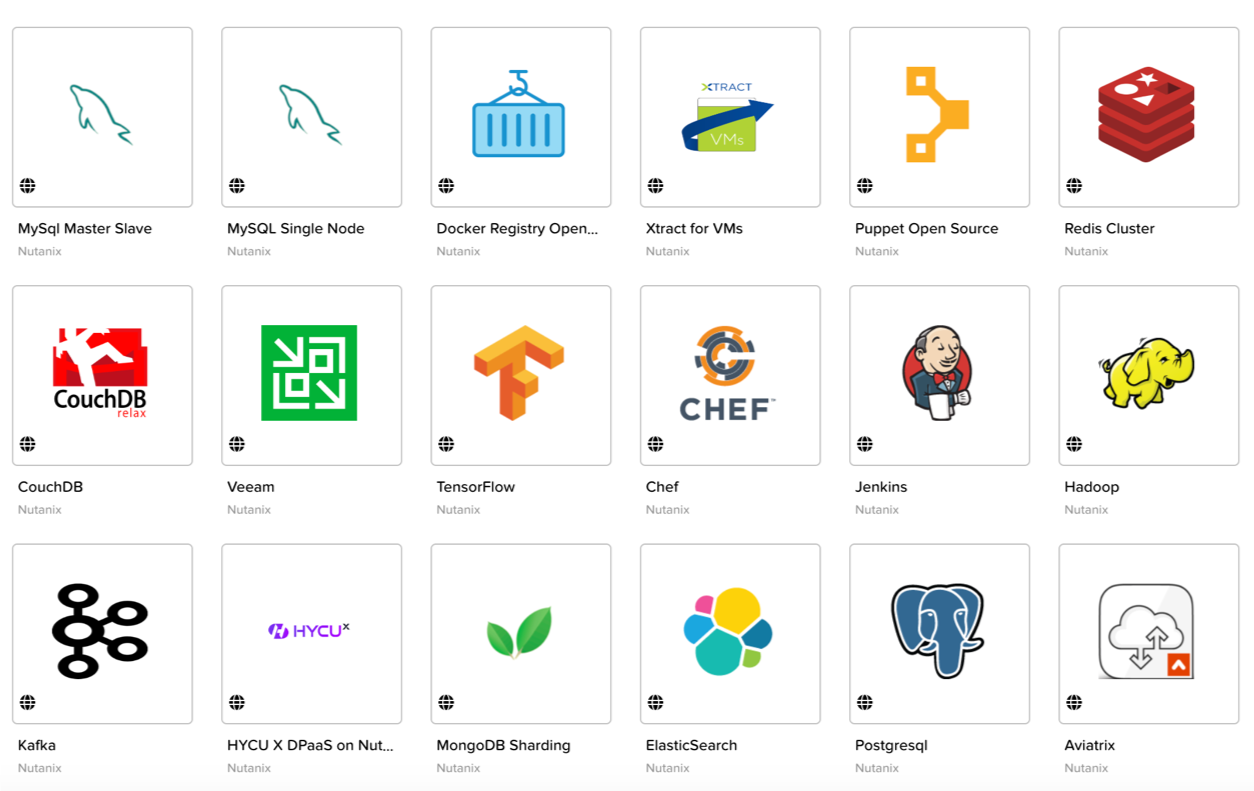 XTRACT
VMs
MySql Master Slave
MySQL Single Node
Docker Registry Open...
Xtract for VMs
Puppet Open Source
Redis Cluster
Nutanix
Nutanix
Nutanix
Nutanix
Nutanix
Nutanix
CouchDB
relax
CHEF™
CouchDB
Veeam
TensorFlow
Chef
Jenkins
Hadoop
Nutanix
Nutanix
Nutanix
Nutanix
Nutanix
Nutanix
HYCUˣ
Kafka
HYCU X DPaaS on Nut...
MongoDB Sharding
ElasticSearch
Postgresql
Aviatrix
Nutanix
Nutanix
Nutanix
Nutanix
Nutanix
Nutanix